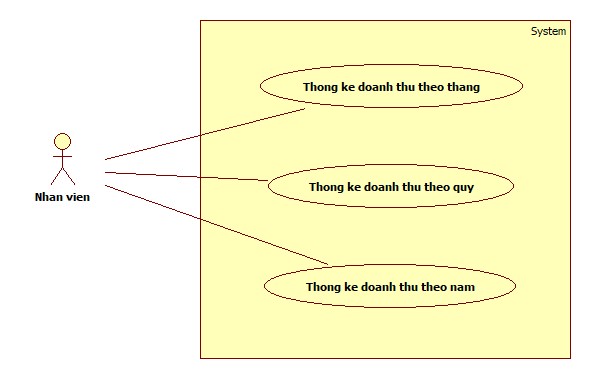 System
Thong ke doanh thu theo thang
Thong ke doanh thu theo quy
Nhan vien
Thong ke doanh thu theo nam